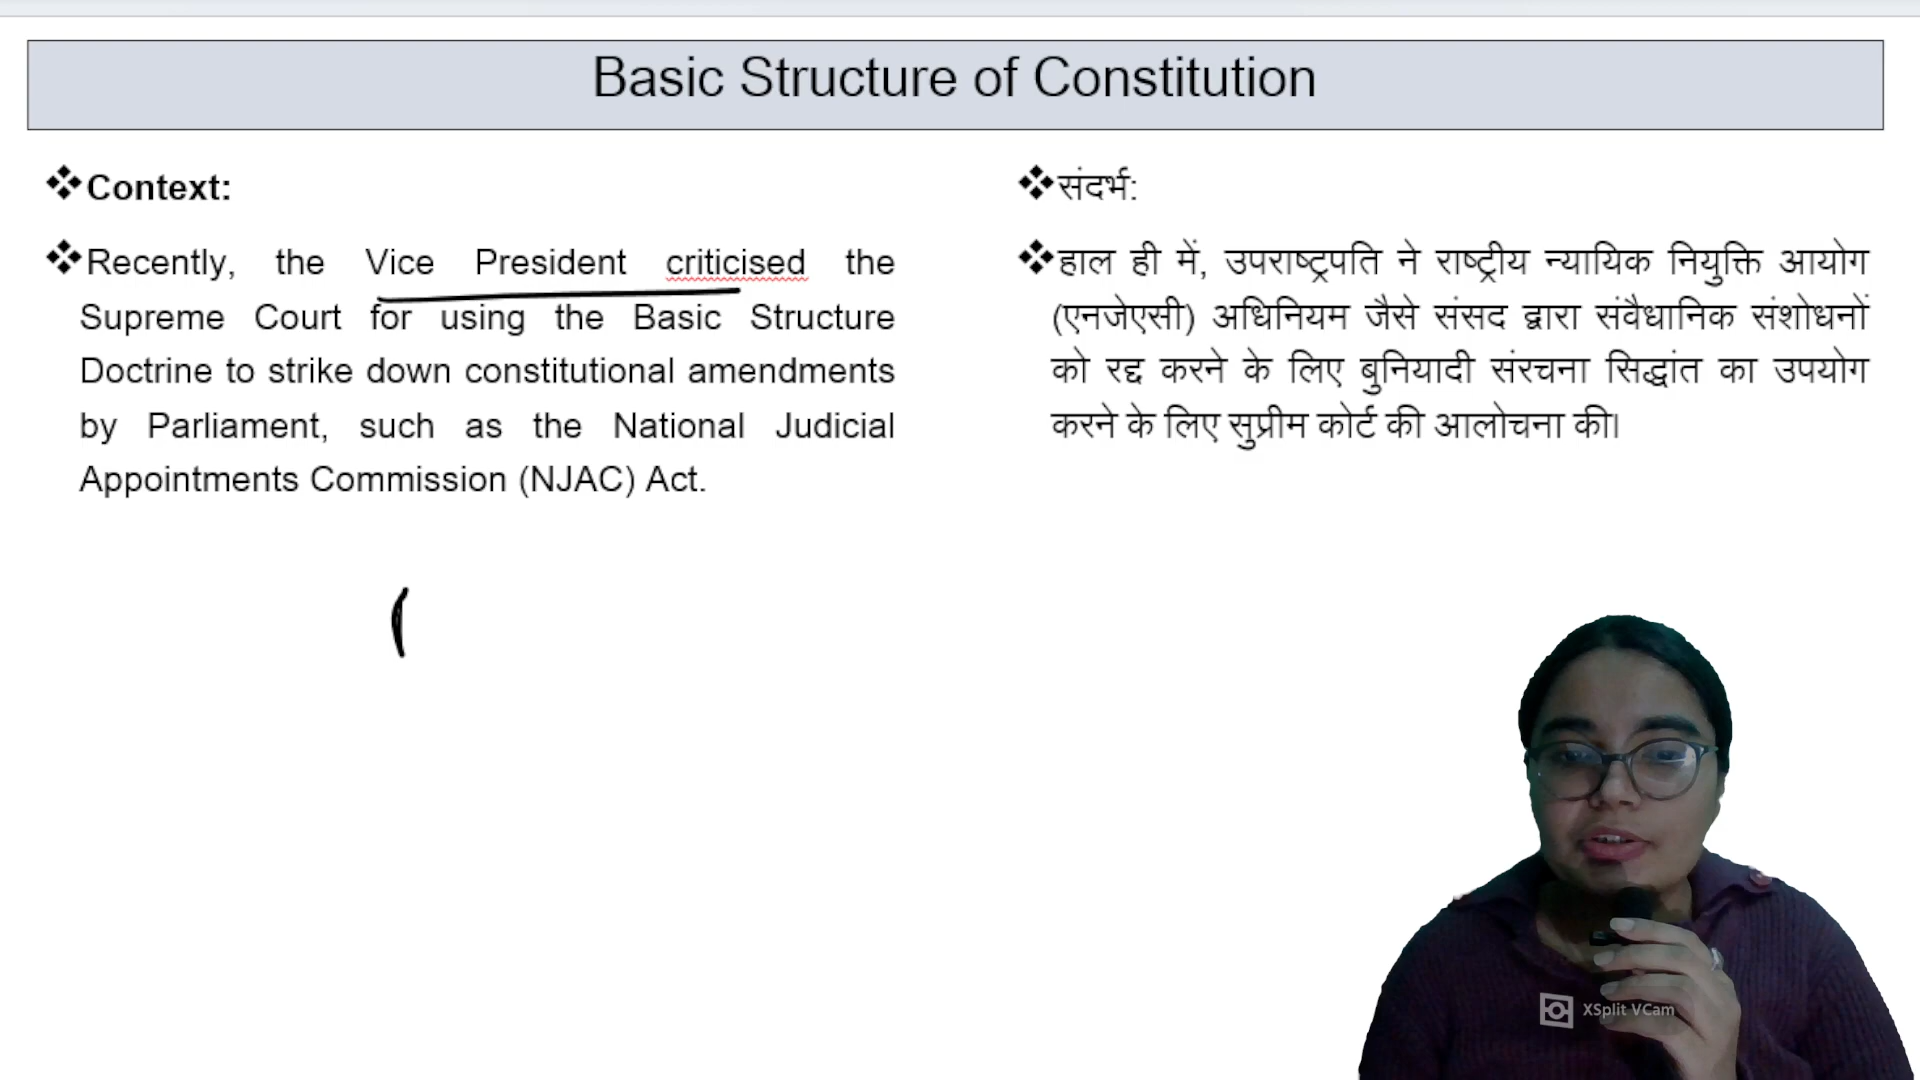 Basic Structure of Constitution
❖Context:
❖Recently, the Vice President criticised the
Supreme Court for using the Basic Structure
Doctrine to strike down constitutional amendments
by Parliament, such as the National Judicial
Appointments Commission (NJAC) Act.
(
❖संदर्भ:
❖हाल ही में, उपराष्ट्रपति ने राष्ट्रीय न्यायिक नियुक्ति आयोग
(एनजेएसी) अधिनियम जैसे संसद द्वारा संवैधानिक संशोधनों
को रद्द करने के लिए बुनियादी संरचना सिद्धांत का उपयोग
करने के लिए सुप्रीम कोर्ट की आलोचना की।
XSplit VCam